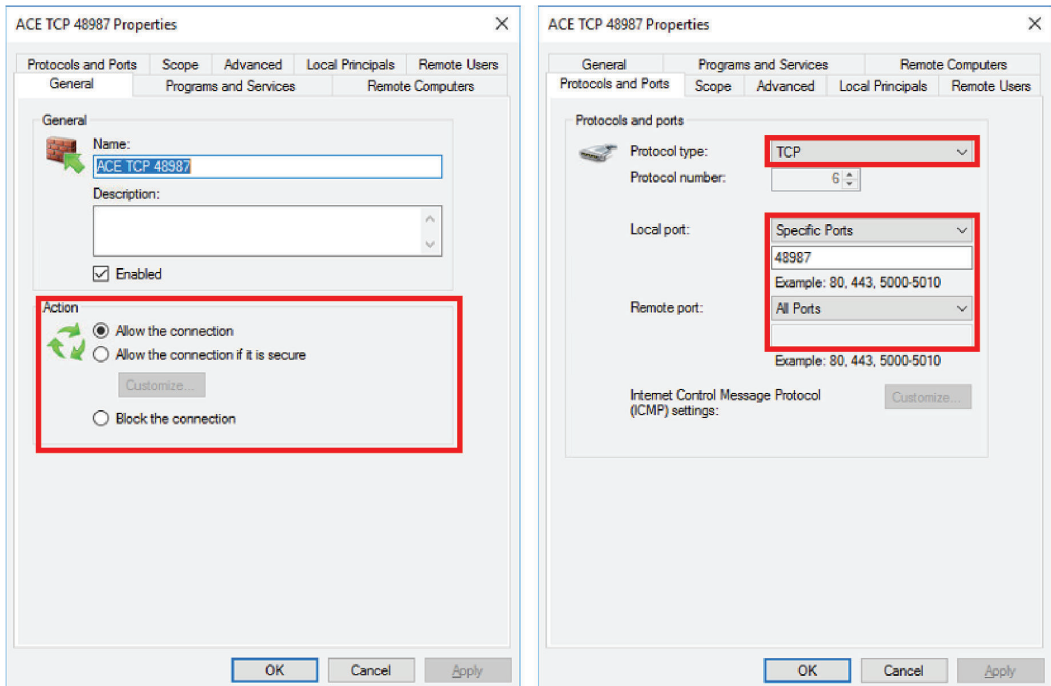 ACE TCP 48987 Properties
Protocols and Ports Scope Advanced Local Principals Remote Users
General Programs and Services Remote Computers
General
Name:
ACE TCP 48987
Description:
Enabled
Action
Allow the connection
Allow the connection if it is secure
Customize...
Block the connection
OK Cancel Apply
ACE TCP 48987 Properties
General Programs and Services Remote Computers
Protocols and Ports Scope Advanced Local Principals Remote Users
Protocols and ports
Protocol type: TCP
Protocol number: 6
Local port: Specific Ports
48987
Example: 80, 443, 5000-5010
Remote port: All Ports
Example: 80, 443, 5000-5010
Internet Control Message Protocol
(ICMP) settings: Customize...
OK Cancel Apply